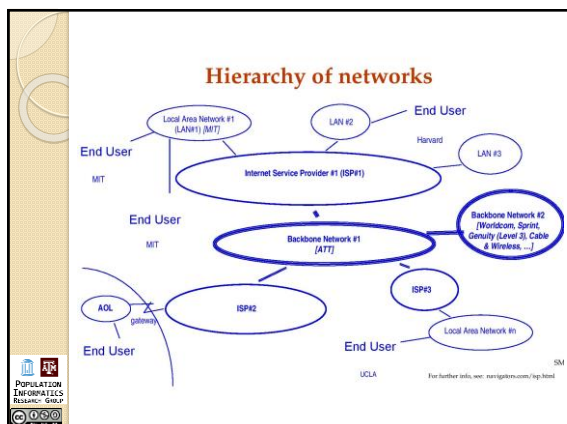 Hierarchy of networks
Local Area Network #1
(LAN#1) [MIT]
LAN #2
End User
Harvard
LAN #3
End User
MIT
Internet Service Provider #1 (ISP#1)
End User
MIT
Backbone Network #1
[ATT]
Backbone Network #2
[Worldcom, Sprint,
Genuity (Level 3), Cable
& Wireless, ...]
AOL
gateway
ISP#2
ISP#3
End User
Local Area Network #n
End User
UCLA
SM
For further info, see: navigators.com/isp.html
POPULATION
INFORMATICS
RESEARCH GROUP